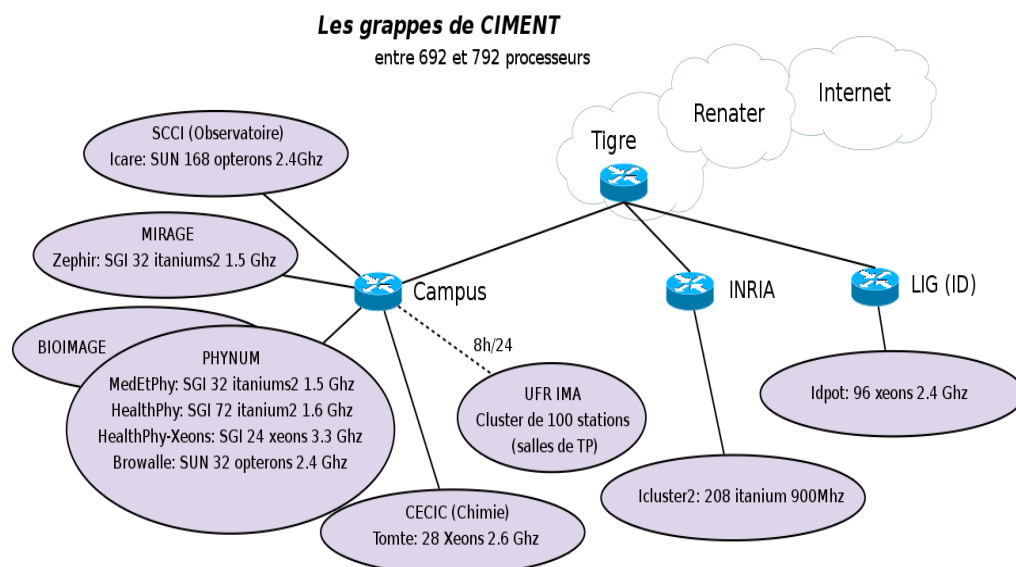 Les grappes de CIMENT
entre 692 et 792 processeurs
Internet
Renater
Tigre
SCCI (Observatoire)
Icare: SUN 168 opterons 2.4Ghz
MIRAGE
Zephir: SGI 32 itaniums2 1.5 Ghz
Campus
INRIA
LIG (ID)
BIOIMAGE
PHYNUM
MedEtPhy: SGI 32 itaniums2 1.5 Ghz
HealthPhy: SGI 72 itanium2 1.6 Ghz
HealthPhy-Xeons: SGI 24 xeons 3.3 Ghz
Browalle: SUN 32 opterons 2.4 Ghz
8h/24
UFR IMA
Cluster de 100 stations
(salles de TP)
Idpot: 96 xeons 2.4 Ghz
Icluster2: 208 itanium 900Mhz
CECIC (Chimie)
Tomte: 28 Xeons 2.6 Ghz